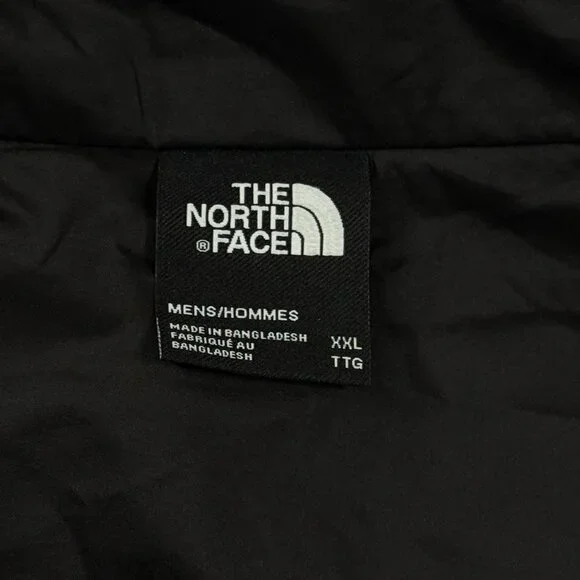 THE
NORTH
® FACE
MENS/HOMMES
MADE IN BANGLADESH
FABRIQUÉ AU
BANGLADESH
XXL
TTG